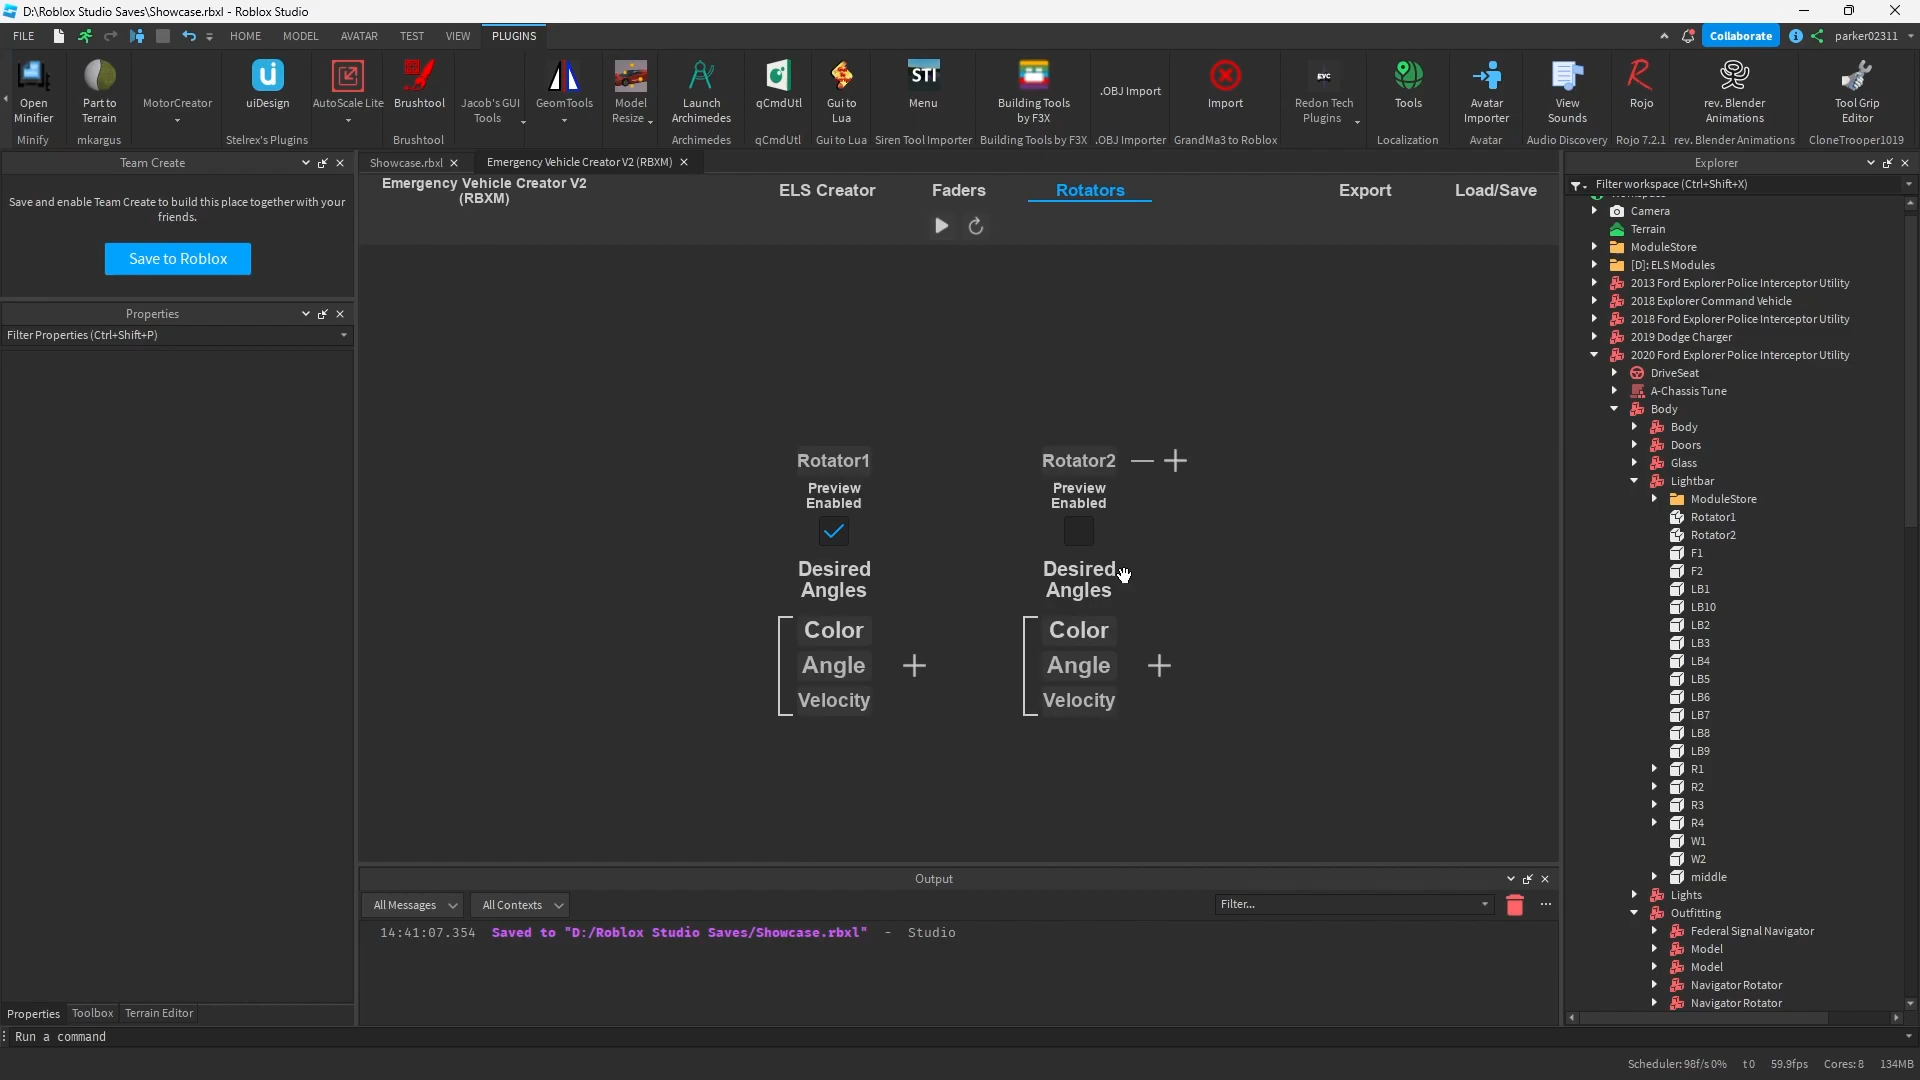 D:\Roblox Studio Saves\Showcase.rbxl - Roblox Studio
FILE HOME MODEL AVATAR TEST VIEW PLUGINS Collaborate parker02311
Open Minifier
Minify
Part to Terrain
mkargus
MotorCreator
uiDesign
Stelrex's Plugins
AutoScale Lite
Brushtool
Brushtool
Jacob's GUI Tools
GeomTools
Model Resize
Launch Archimedes
Archimedes
qCmdUtl
qCmdUtl
Gui to Lua
Gui to Lua
STI
Menu
Siren Tool Importer
Building Tools by F3X
Building Tools by F3X
.OBJ Import
.OBJ Importer
Import
GrandMa3 to Roblox
EVC
Redon Tech Plugins
Tools
Localization
Avatar Importer
Avatar
View Sounds
Audio Discovery
Rojo
Rojo 7.2.1
rev. Blender Animations
rev. Blender Animations
Tool Grip Editor
CloneTrooper1019
Team Create
Save and enable Team Create to build this place together with your
friends.
Save to Roblox
Properties
Filter Properties (Ctrl+Shift+P)
Properties Toolbox Terrain Editor
Run a command
Showcase.rbxl
Emergency Vehicle Creator V2 (RBXM)
Emergency Vehicle Creator V2
(RBXM)
ELS Creator Faders Rotators Export Load/Save
Rotator1
Preview
Enabled
Desired
Angles
Color
Angle
Velocity
Rotator2
Preview
Enabled
Desired
Angles
Color
Angle
Velocity
Output
All Messages All Contexts Filter...
14:41:07.354 Saved to "D:/Roblox Studio Saves/Showcase.rbxl" - Studio
Explorer
Filter workspace (Ctrl+Shift+X)
Camera
Terrain
ModuleStore
[D]: ELS Modules
2013 Ford Explorer Police Interceptor Utility
2018 Explorer Command Vehicle
2018 Ford Explorer Police Interceptor Utility
2019 Dodge Charger
2020 Ford Explorer Police Interceptor Utility
DriveSeat
A-Chassis Tune
Body
Body
Doors
Glass
Lightbar
ModuleStore
Rotator1
Rotator2
F1
F2
LB1
LB10
LB2
LB3
LB4
LB5
LB6
LB7
LB8
LB9
R1
R2
R3
R4
W1
W2
middle
Lights
Outfitting
Federal Signal Navigator
Model
Model
Navigator Rotator
Navigator Rotator
Scheduler: 98f/s 0% t0 59.9fps Cores: 8 134MB